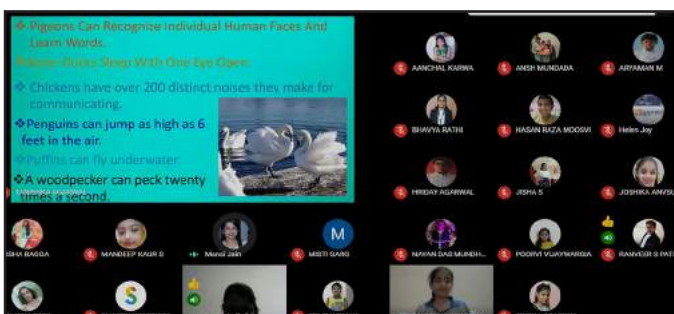 ❖ Pigeons Can Recognize Individual Human Faces And
Learn Words.
Ducks Sleep With One Eye Open.
❖ Chickens have over 200 distinct noises they make for
communicating.
❖Penguins can jump as high as 6
feet in the air.
❖Puffins can fly underwater
❖A woodpecker can peck twenty
times a second.
AANCHAL KARWA
ANSH MUNDADA
ARYAMAN M
BHAVYA RATHI
HASAN RAZA MOOSVI
Helen Joy
HRIDAY AGARWAL
JISHA S
JOSHIKA ANVSU
BAGGA
MANDEEP KAUR S
Mansi Jain
M
MISTI GARG
NAYAN DAS MUNDH...
POORVI VIJAYWARGIA
RANVEER S PATI
S